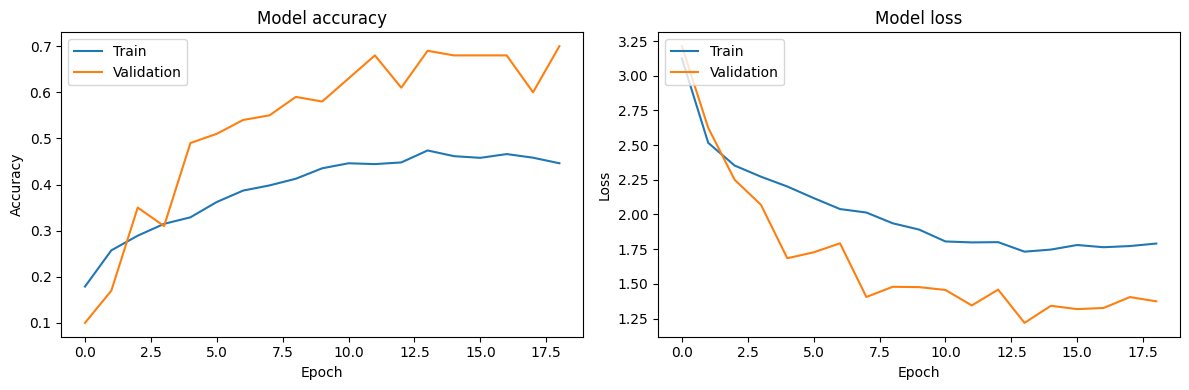 Model accuracy
Train
Validation
0.7
0.6
0.5
0.4
0.3
0.2
0.1
Accuracy
0.0 2.5 5.0 7.5 10.0 12.5 15.0 17.5
Epoch
Model loss
Train
Validation
3.25
3.00
2.75
2.50
2.25
2.00
1.75
1.50
1.25
Loss
0.0 2.5 5.0 7.5 10.0 12.5 15.0 17.5
Epoch